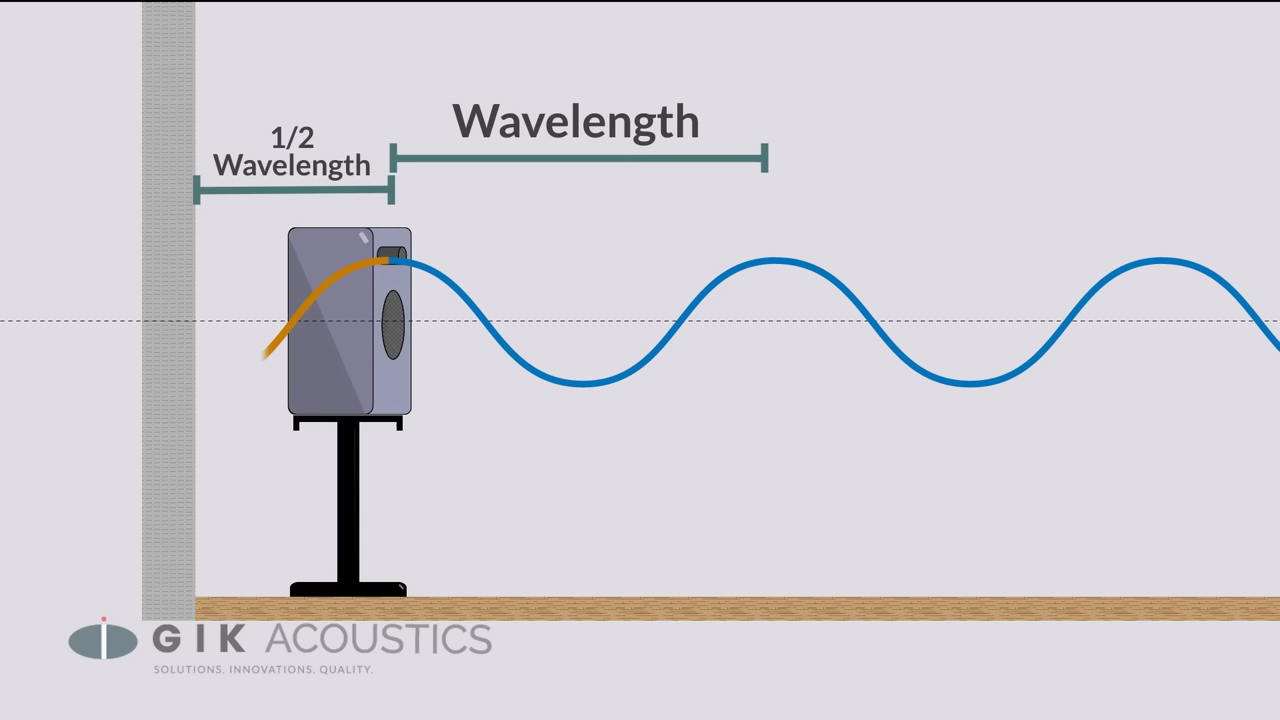 1/2
Wavelength
Wavelength
GIK ACOUSTICS
SOLUTIONS. INNOVATIONS. QUALITY.